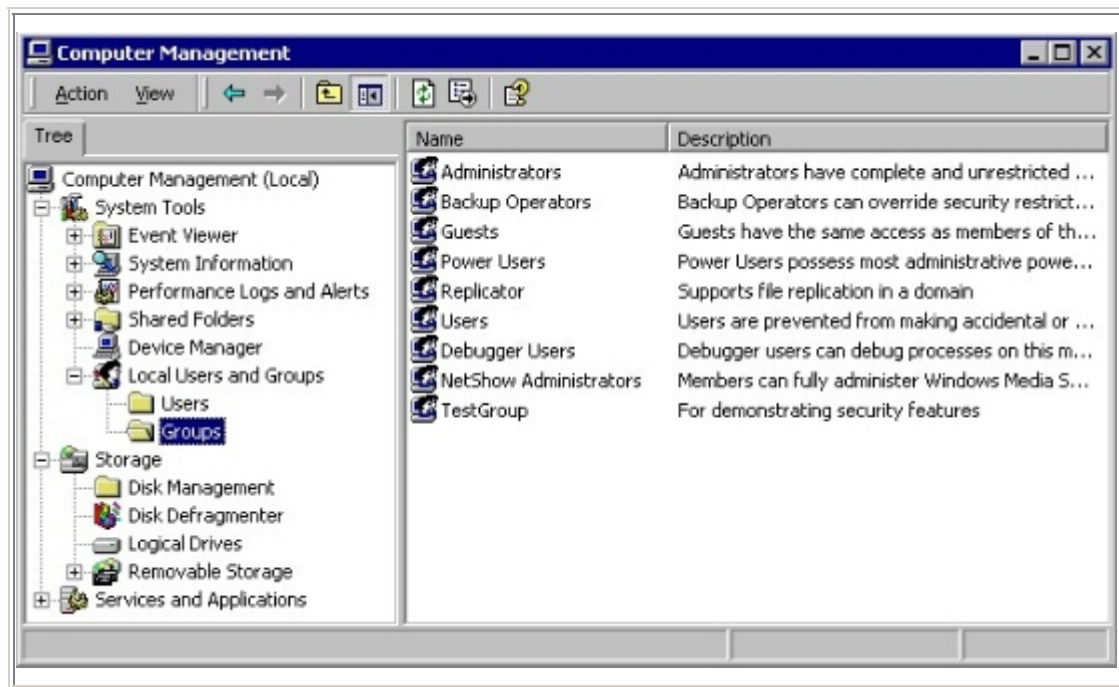 Computer Management
Action View
Tree
Computer Management (Local)
System Tools
Event Viewer
System Information
Performance Logs and Alerts
Shared Folders
Device Manager
Local Users and Groups
Users
Groups
Storage
Disk Management
Disk Defragmenter
Logical Drives
Removable Storage
Services and Applications
Name Description
Administrators Administrators have complete and unrestricted ...
Backup Operators Backup Operators can override security restrict...
Guests Guests have the same access as members of th...
Power Users Power Users possess most administrative powe...
Replicator Supports file replication in a domain
Users Users are prevented from making accidental or ...
Debugger Users Debugger users can debug processes on this m...
NetShow Administrators Members can fully administer Windows Media S...
TestGroup For demonstrating security features